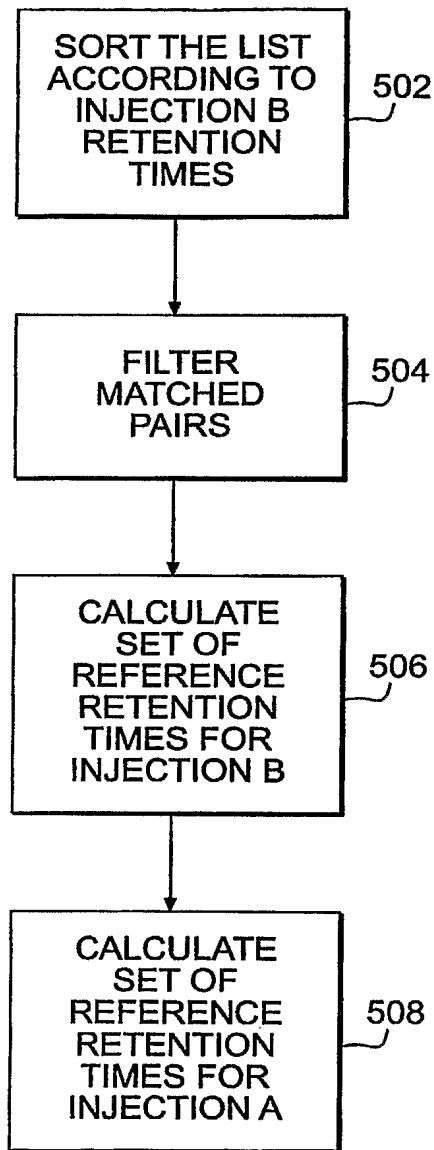 SORT THE LIST
ACCORDING TO
INJECTION B
RETENTION
TIMES
502
FILTER
MATCHED
PAIRS
504
CALCULATE
SET OF
REFERENCE
RETENTION
TIMES FOR
INJECTION B
506
CALCULATE
SET OF
REFERENCE
RETENTION
TIMES FOR
INJECTION A
508